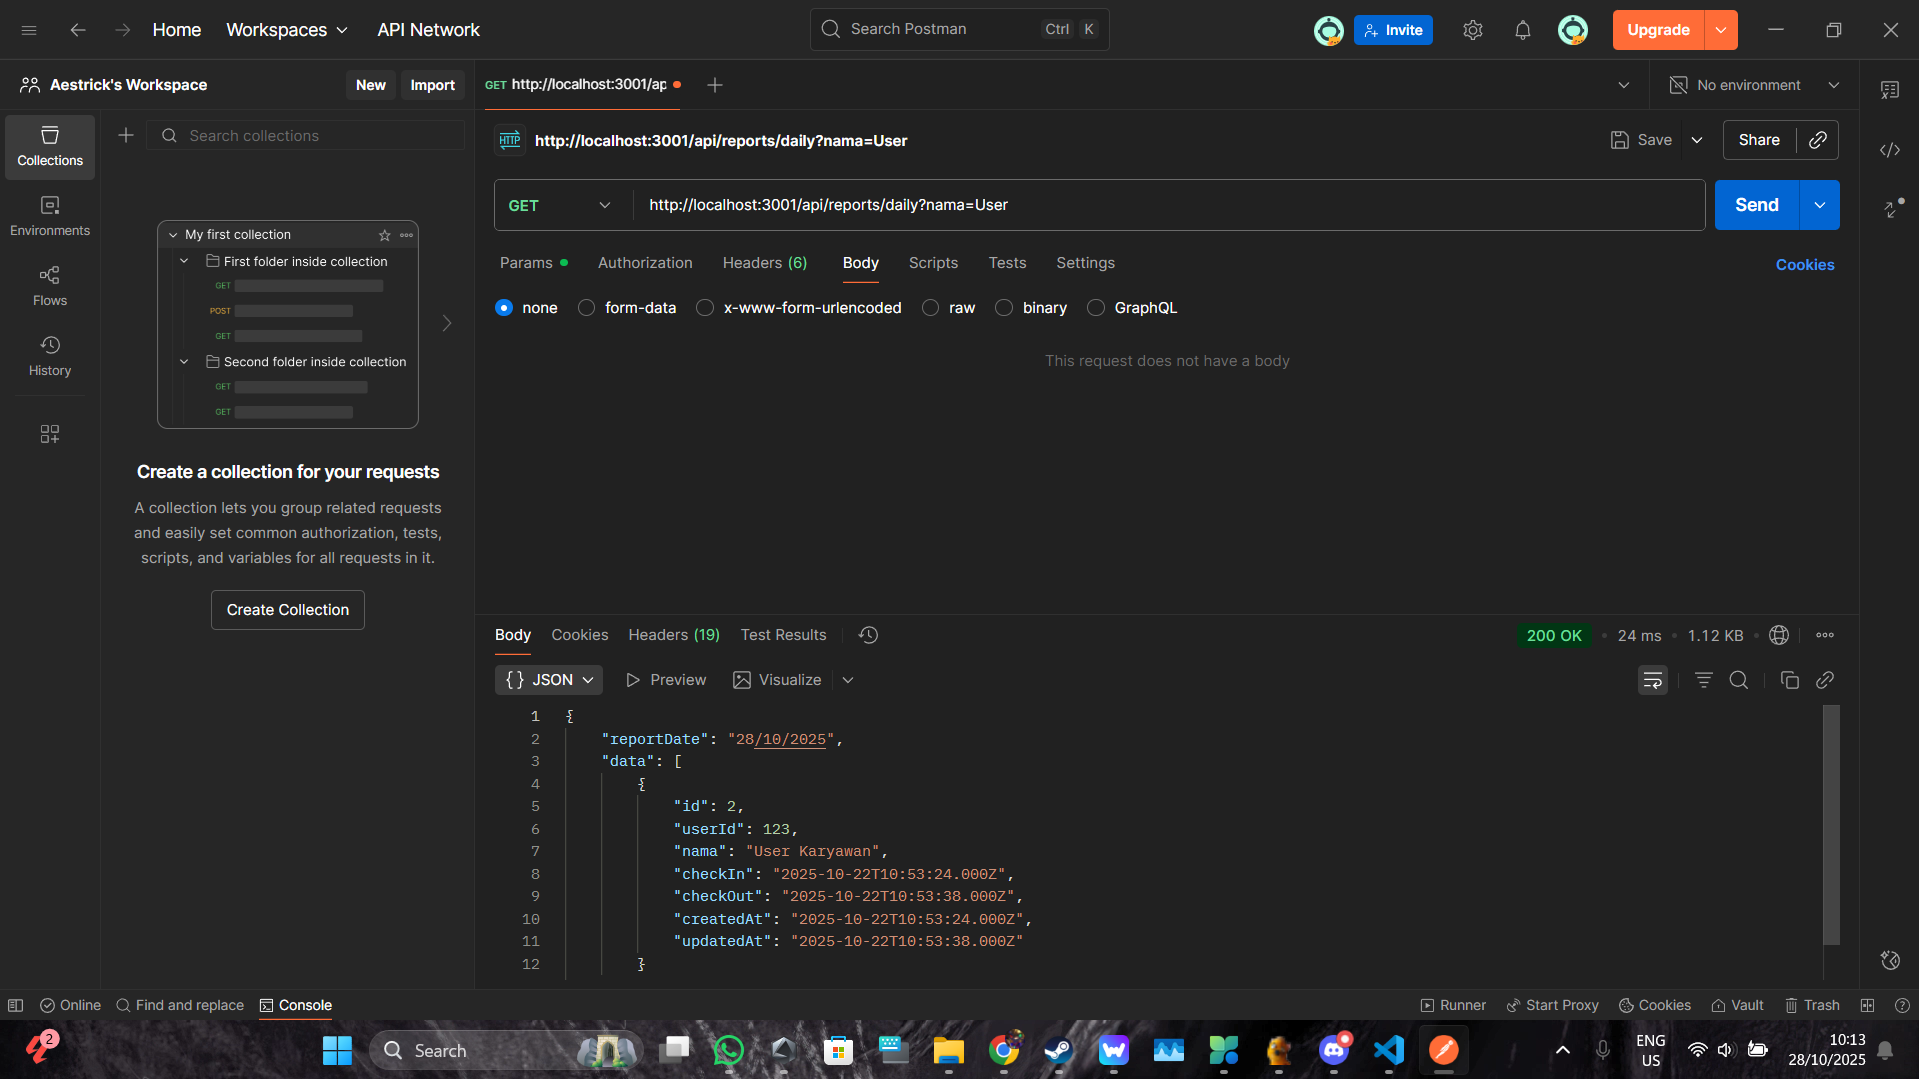 Home Workspaces API Network Search Postman Ctrl K Invite Upgrade
Aestrick's Workspace New Import GET http://localhost:3001/ap No environment
Search collections
HTTP http://localhost:3001/api/reports/daily?nama=User Save Share
Collections
Environments
Flows
History
My first collection
First folder inside collection
GET
POST
GET
Second folder inside collection
GET
GET
Create a collection for your requests
A collection lets you group related requests
and easily set common authorization, tests,
scripts, and variables for all requests in it.
Create Collection
GET http://localhost:3001/api/reports/daily?nama=User Send
Params Authorization Headers (6) Body Scripts Tests Settings Cookies
none form-data x-www-form-urlencoded raw binary GraphQL
This request does not have a body
Body Cookies Headers (19) Test Results 200 OK 24 ms 1.12 KB
{} JSON Preview Visualize
1 {
2 "reportDate": "28/10/2025",
3 "data": [
4 {
5 "id": 2,
6 "userId": 123,
7 "nama": "User Karyawan",
8 "checkIn": "2025-10-22T10:53:24.000Z",
9 "checkOut": "2025-10-22T10:53:38.000Z",
10 "createdAt": "2025-10-22T10:53:24.000Z",
11 "updatedAt": "2025-10-22T10:53:38.000Z"
12 }
Online Find and replace Console Runner Start Proxy Cookies Vault Trash
2 Search ENG US 10:13
28/10/2025